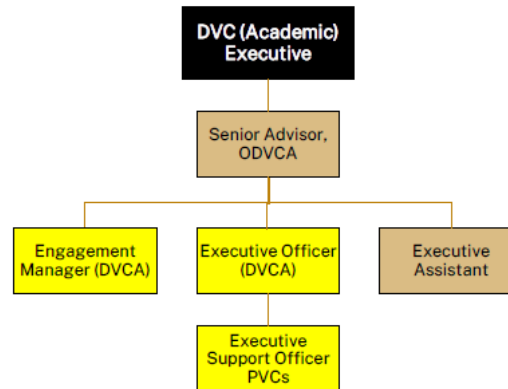 DVC (Academic)
Executive
Senior Advisor,
ODVCA
Engagement
Manager (DVCA)
Executive Officer
(DVCA)
Executive
Assistant
Executive
Support Officer
PVCs